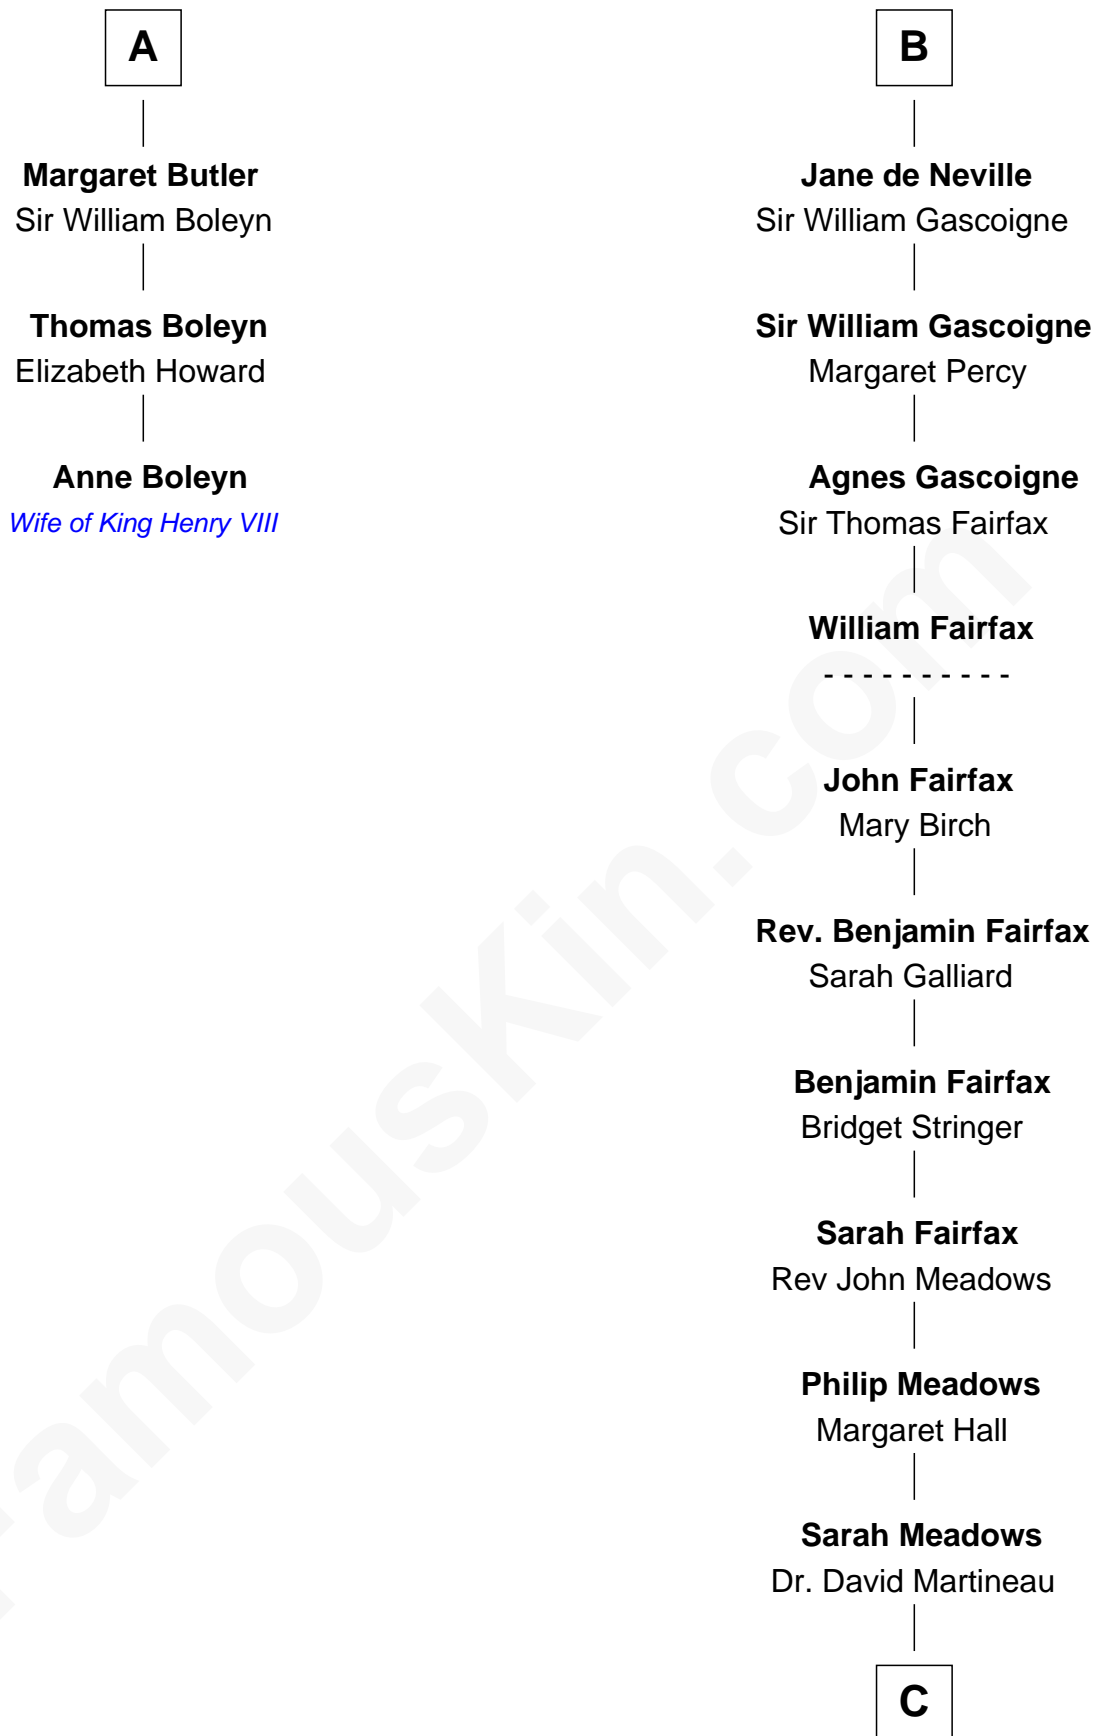 A
Margaret Butler
Sir William Boleyn
Thomas Boleyn
Elizabeth Howard
Anne Boleyn
Wife of King Henry VIII
B
Jane de Neville
Sir William Gascoigne
Sir William Gascoigne
Margaret Percy
Agnes Gascoigne
Sir Thomas Fairfax
William Fairfax
- - - - - - - - - -
John Fairfax
Mary Birch
Rev. Benjamin Fairfax
Sarah Galliard
Benjamin Fairfax
Bridget Stringer
Sarah Fairfax
Rev John Meadows
Philip Meadows
Margaret Hall
Sarah Meadows
Dr. David Martineau
C
FamousKin.com